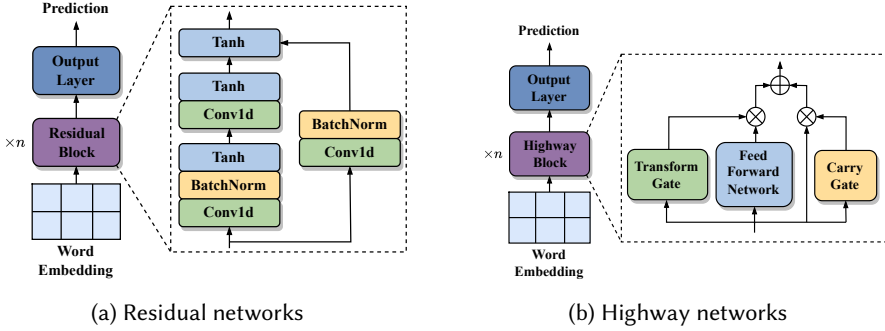 Prediction
Output
Layer
×n
Residual
Block
Word
Embedding
Tanh
Tanh
Conv1d
Tanh
BatchNorm
Conv1d
BatchNorm
Conv1d
(a) Residual networks
Prediction
Output
Layer
×n
Highway
Block
Word
Embedding
Transform
Gate
Feed
Forward
Network
Carry
Gate
(b) Highway networks